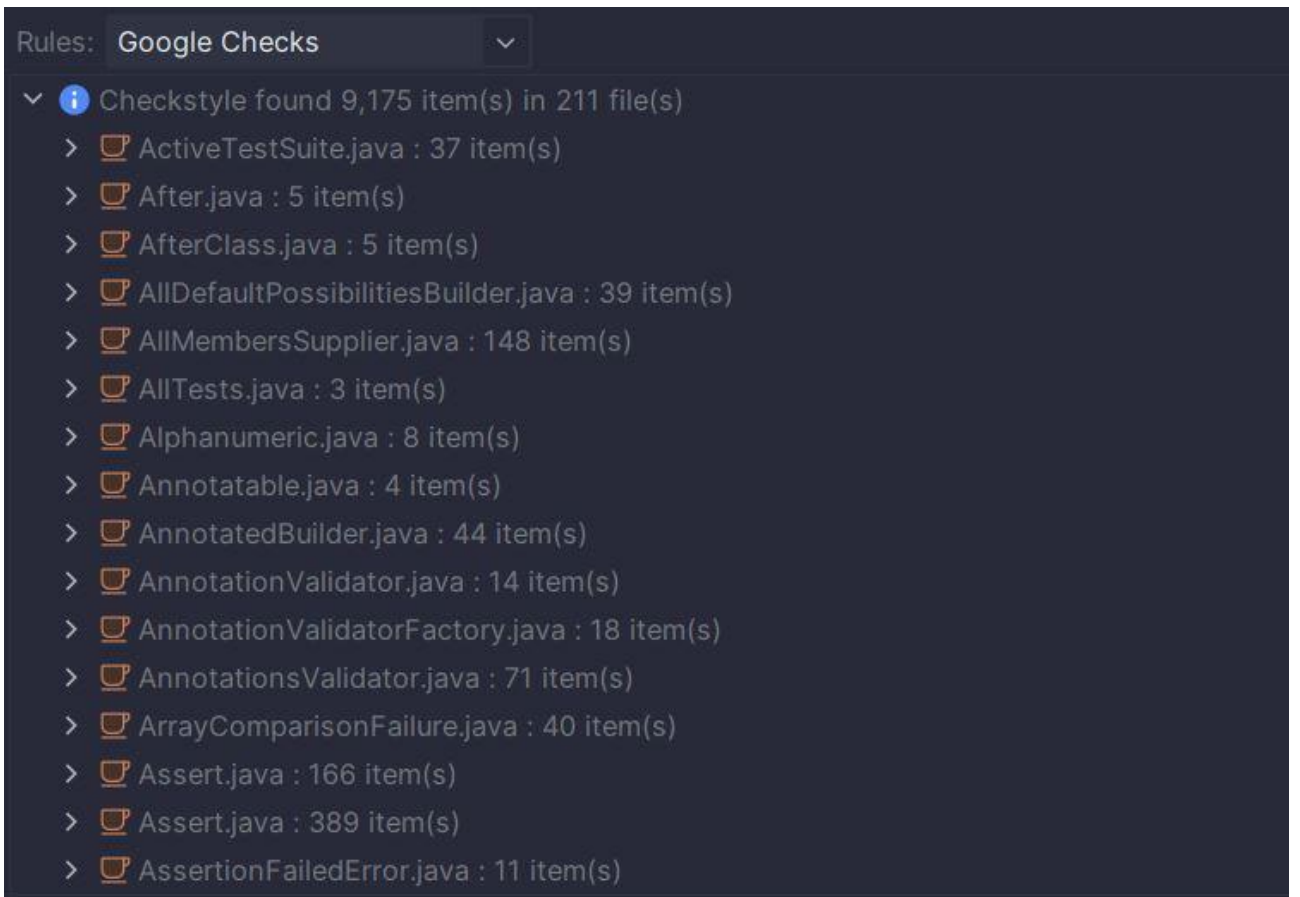 Rules: Google Checks
Checkstyle found 9,175 item(s) in 211 file(s)
ActiveTestSuite.java : 37 item(s)
After.java : 5 item(s)
AfterClass.java : 5 item(s)
AllDefaultPossibilitiesBuilder.java : 39 item(s)
AllMembersSupplier.java : 148 item(s)
AllTests.java : 3 item(s)
Alphanumeric.java : 8 item(s)
Annotatable.java : 4 item(s)
AnnotatedBuilder.java : 44 item(s)
AnnotationValidator.java : 14 item(s)
AnnotationValidatorFactory.java : 18 item(s)
AnnotationsValidator.java : 71 item(s)
ArrayComparisonFailure.java : 40 item(s)
Assert.java : 166 item(s)
Assert.java : 389 item(s)
AssertionFailedError.java : 11 item(s)